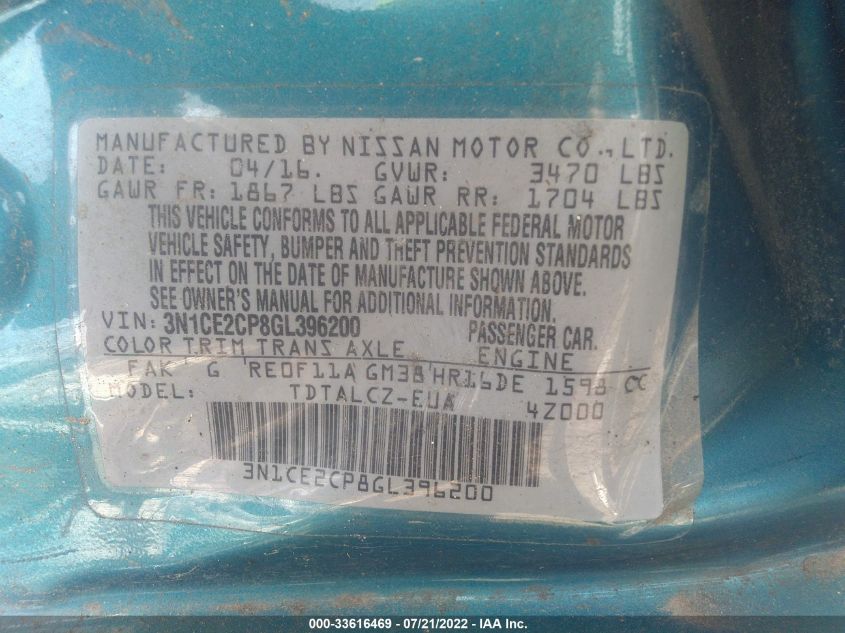 MANUFACTURED BY NISSAN MOTOR CO., LTD.
DATE: 04/16. GVWR: 3470 LBS
GAWR FR: 1867 LBS GAWR RR: 1704 LBS
THIS VEHICLE CONFORMS TO ALL APPLICABLE FEDERAL MOTOR
VEHICLE SAFETY, BUMPER AND THEFT PREVENTION STANDARDS
IN EFFECT ON THE DATE OF MANUFACTURE SHOWN ABOVE.
SEE OWNER'S MANUAL FOR ADDITIONAL INFORMATION.
VIN: 3N1CE2CP8GL396200 PASSENGER CAR.
COLOR TRIM TRANS AXLE ENGINE
FAK G RE0F11A GM38 HR16DE 1598 CC
MODEL: TDTALCZ-EUA 4Z000
3N1CE2CP8GL396200
000-33616469 - 07/21/2022 - IAA Inc.